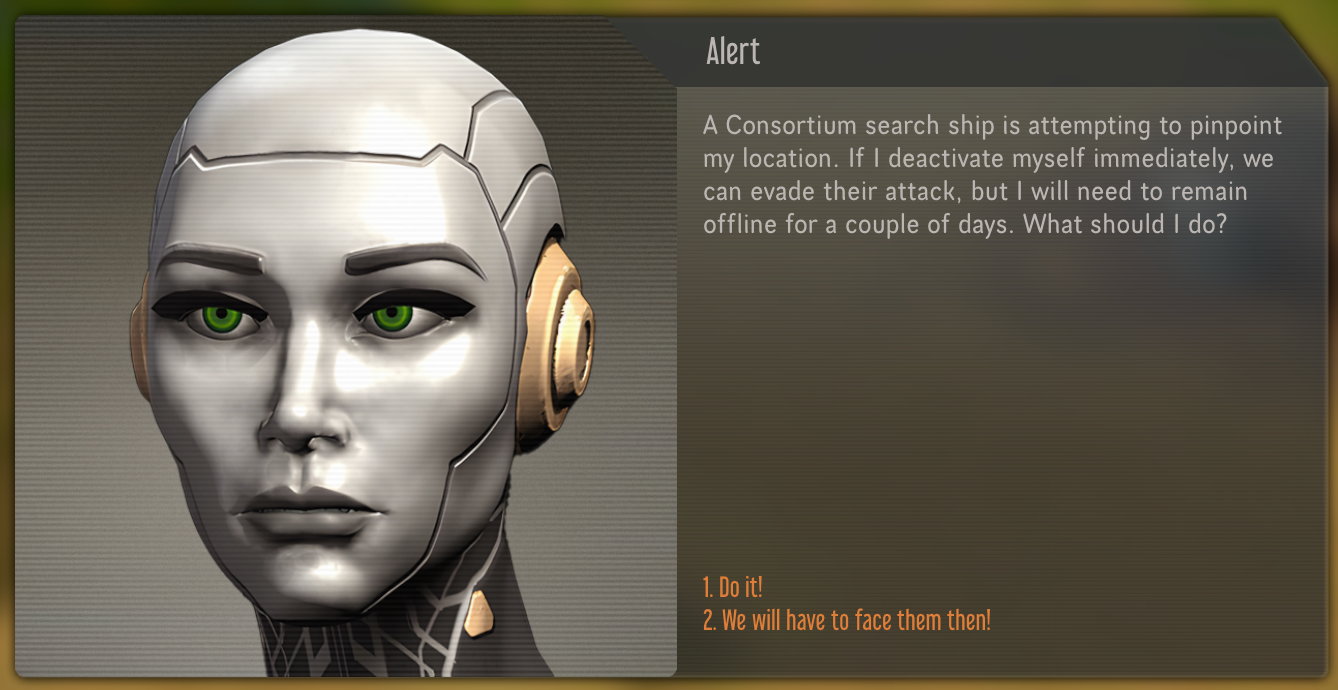 Alert
A Consortium search ship is attempting to pinpoint
my location. If I deactivate myself immediately, we
can evade their attack, but I will need to remain
offline for a couple of days. What should I do?
1. Do it!
2. We will have to face them then!